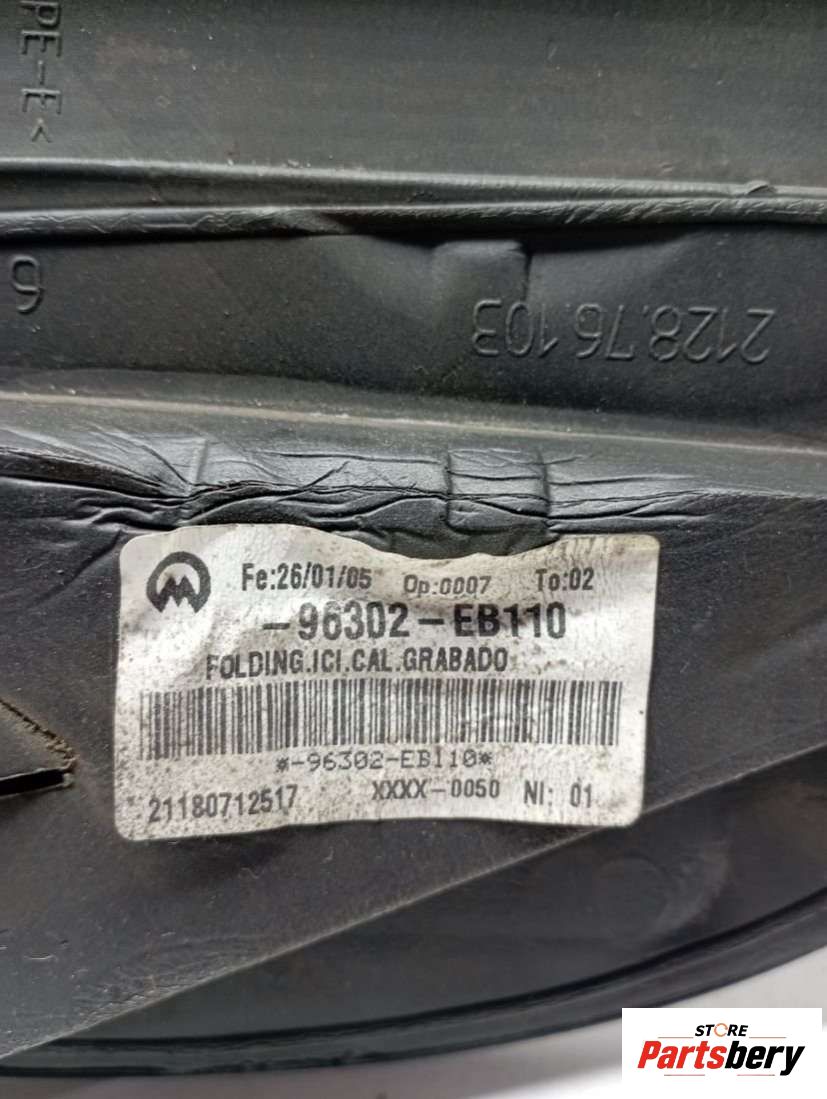 PE-E<
6
2128.76.103
Fe:26/01/05 Op:0007 To:02
-96302-EB110
FOLDING.ICI.CAL.GRABADO
*-96302-EB110*
21180712517 XXXX-0050 NI: 01
STORE
Partsbery